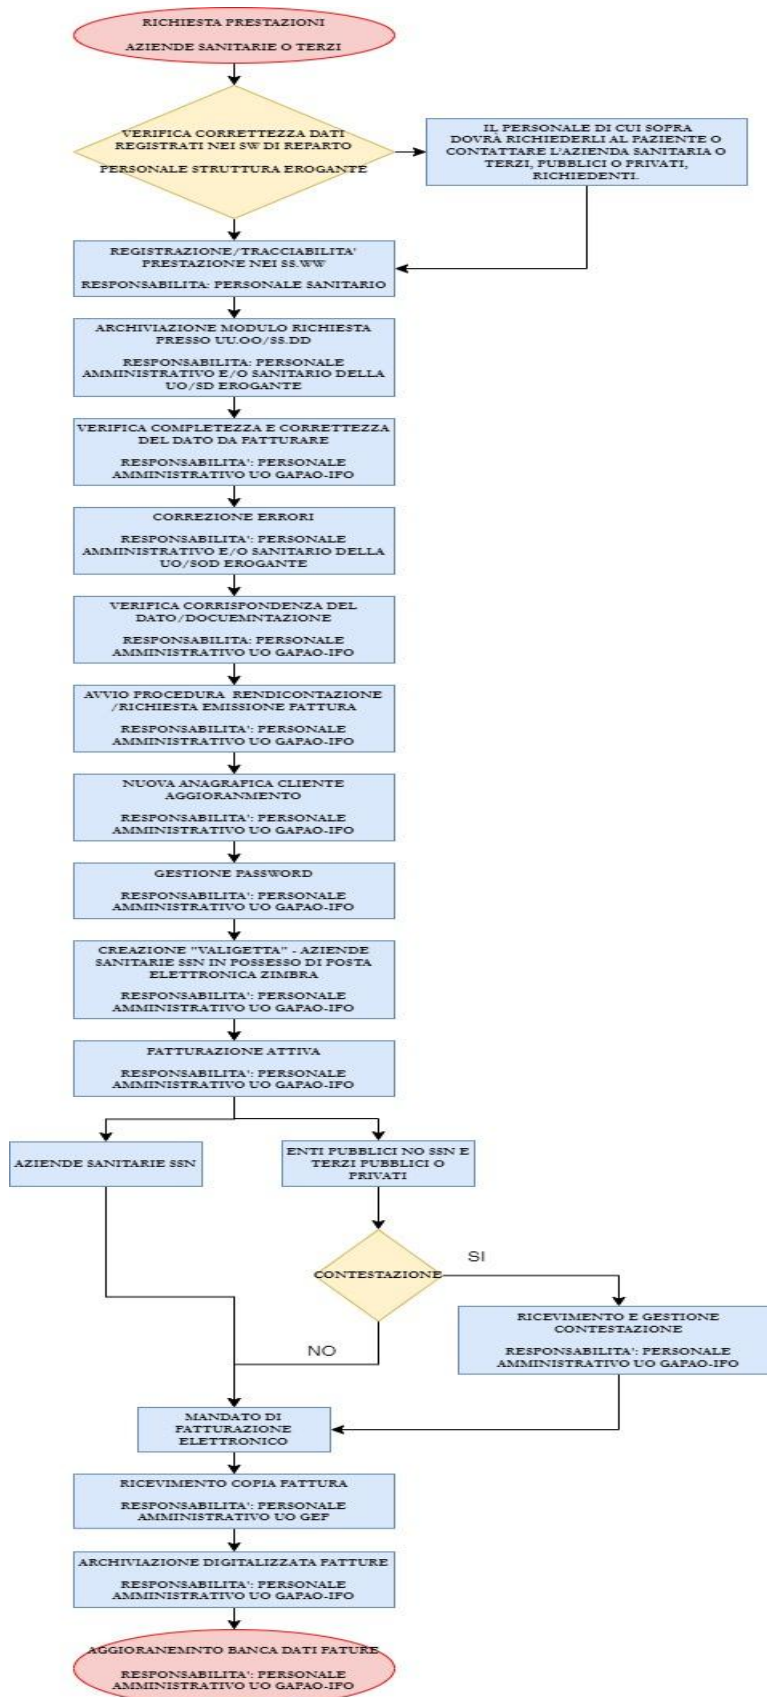 RICHIESTA PRESTAZIONI
AZIENDE SANITARIE O TERZI
VERIFICA CORRETTEZZA DATI
REGISTRATI NEI SW DI REPARTO
PERSONALE STRUTTURA EROGANTE
IL PERSONALE DI CUI SOPRA
DOVRÀ RICHIEDERLI AL PAZIENTE O
CONTATTARE L'AZIENDA SANITARIA O
TERZI, PUBBLICI O PRIVATI,
RICHIEDENTI.
REGISTRAZIONE/TRACCIABILITA'
PRESTAZIONE NEI SS.WW
RESPONSABILITA: PERSONALE SANITARIO
ARCHIVIAZIONE MODULO RICHIESTA
PRESSO UU.OO/SS.DD
RESPONSABILITA: PERSONALE
AMMINISTRATIVO E/O SANITARIO DELLA
UO/SD EROGANTE
VERIFICA COMPLETEZZA E CORRETTEZZA
DEL DATO DA FATTURARE
RESPONSABILITA': PERSONALE
AMMINISTRATIVO UO GAPAO-IFO
CORREZIONE ERRORI
RESPONSABILITA': PERSONALE
AMMINISTRATIVO E/O SANITARIO DELLA
UO/SOD EROGANTE
VERIFICA CORRISPONDENZA DEL
DATO/DOCUEMNTAZIONE
RESPONSABILITA: PERSONALE
AMMINISTRATIVO UO GAPAO-IFO
AVVIO PROCEDURA RENDICONTAZIONE
/RICHIESTA EMISSIONE FATTURA
RESPONSABILITA': PERSONALE
AMMINISTRATIVO UO GAPAO-IFO
NUOVA ANAGRAFICA CLIENTE
AGGIORANMENTO
RESPONSABILITA': PERSONALE
AMMINISTRATIVO UO GAPAO-IFO
GESTIONE PASSWORD
RESPONSABILITA': PERSONALE
AMMINISTRATIVO UO GAPAO-IFO
CREAZIONE "VALIGETTA" - AZIENDE
SANITARIE SSN IN POSSESSO DI POSTA
ELETTRONICA ZIMBRA
RESPONSABILITA': PERSONALE
AMMINISTRATIVO UO GAPAO-IFO
FATTURAZIONE ATTIVA
RESPONSABILITA': PERSONALE
AMMINISTRATIVO UO GAPAO-IFO
AZIENDE SANITARIE SSN
ENTI PUBBLICI NO SSN E
TERZI PUBBLICI O
PRIVATI
CONTESTAZIONE
SI
RICEVIMENTO E GESTIONE
CONTESTAZIONE
RESPONSABILITA': PERSONALE
AMMINISTRATIVO UO GAPAO-IFO
NO
MANDATO DI
FATTURAZIONE
ELETTRONICO
RICEVIMENTO COPIA FATTURA
RESPONSABILITA': PERSONALE
AMMINISTRATIVO UO GEF
ARCHIVIAZIONE DIGITALIZZATA FATTURE
RESPONSABILITA': PERSONALE
AMMINISTRATIVO UO GAPAO-IFO
AGGIORANEMNTO BANCA DATI FATURE
RESPONSABILITA': PERSONALE
AMMINISTRATIVO UO GAPAO-IFO